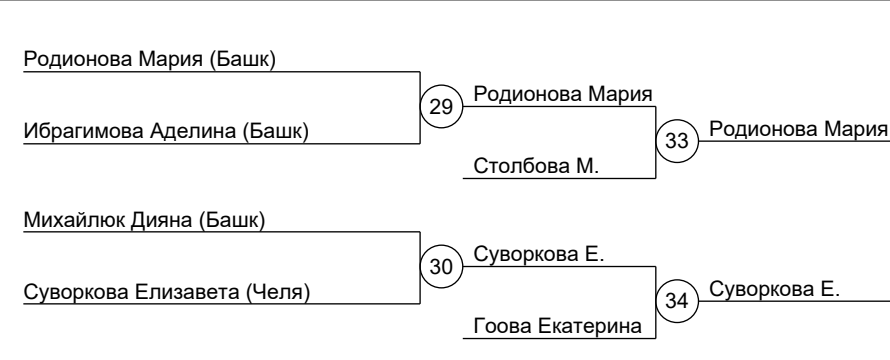 Родионова Мария (Башк)
Родионова Мария
29
Родионова Мария
Ибрагимова Аделина (Башк)
33
Столбова М.
Михайлюк Дияна (Башк)
Суворкова Е.
30
Суворкова Е.
Суворкова Елизавета (Челя)
34
Гоова Екатерина